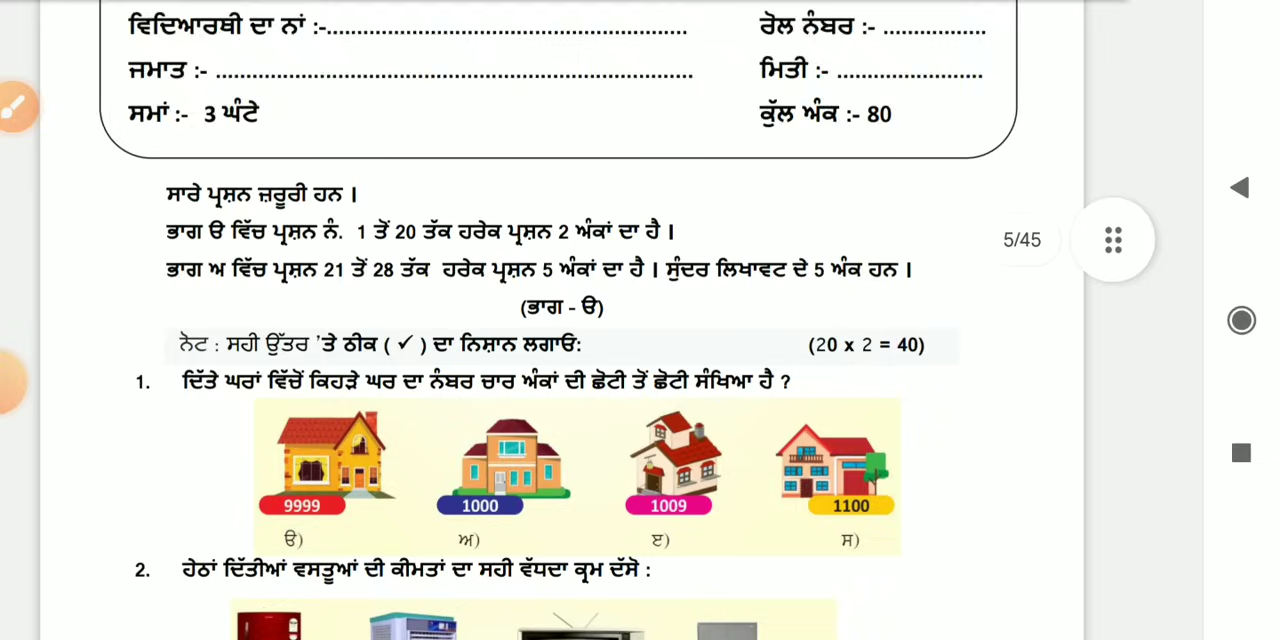 ਵਿਦਿਆਰਥੀ ਦਾ ਨਾਂ :-............................................................ ਰੋਲ ਨੰਬਰ :- .................
ਜਮਾਤ :- ................................................................................ ਮਿਤੀ :- ........................
ਸਮਾਂ :- 3 ਘੰਟੇ ਕੁੱਲ ਅੰਕ :- 80
ਸਾਰੇ ਪ੍ਰਸ਼ਨ ਜ਼ਰੂਰੀ ਹਨ ।
ਭਾਗ ੳ ਵਿੱਚ ਪ੍ਰਸ਼ਨ ਨੰ. 1 ਤੋਂ 20 ਤੱਕ ਹਰੇਕ ਪ੍ਰਸ਼ਨ 2 ਅੰਕਾਂ ਦਾ ਹੈ ।
5/45
ਭਾਗ ਅ ਵਿੱਚ ਪ੍ਰਸ਼ਨ 21 ਤੋਂ 28 ਤੱਕ ਹਰੇਕ ਪ੍ਰਸ਼ਨ 5 ਅੰਕਾਂ ਦਾ ਹੈ । ਸੁੰਦਰ ਲਿਖਾਵਟ ਦੇ 5 ਅੰਕ ਹਨ ।
(ਭਾਗ - ੳ)
ਨੋਟ : ਸਹੀ ਉੱਤਰ 'ਤੇ ਠੀਕ ( ✓ ) ਦਾ ਨਿਸ਼ਾਨ ਲਗਾਓ: (20 x 2 = 40)
1. ਦਿੱਤੇ ਘਰਾਂ ਵਿੱਚੋਂ ਕਿਹੜੇ ਘਰ ਦਾ ਨੰਬਰ ਚਾਰ ਅੰਕਾਂ ਦੀ ਛੋਟੀ ਤੋਂ ਛੋਟੀ ਸੰਖਿਆ ਹੈ ?
9999 1000 1009 1100
ੳ) ਅ) ੲ) ਸ)
2. ਹੇਠਾਂ ਦਿੱਤੀਆਂ ਵਸਤੂਆਂ ਦੀ ਕੀਮਤਾਂ ਦਾ ਸਹੀ ਵੱਧਦਾ ਕ੍ਰਮ ਦੱਸੋ :